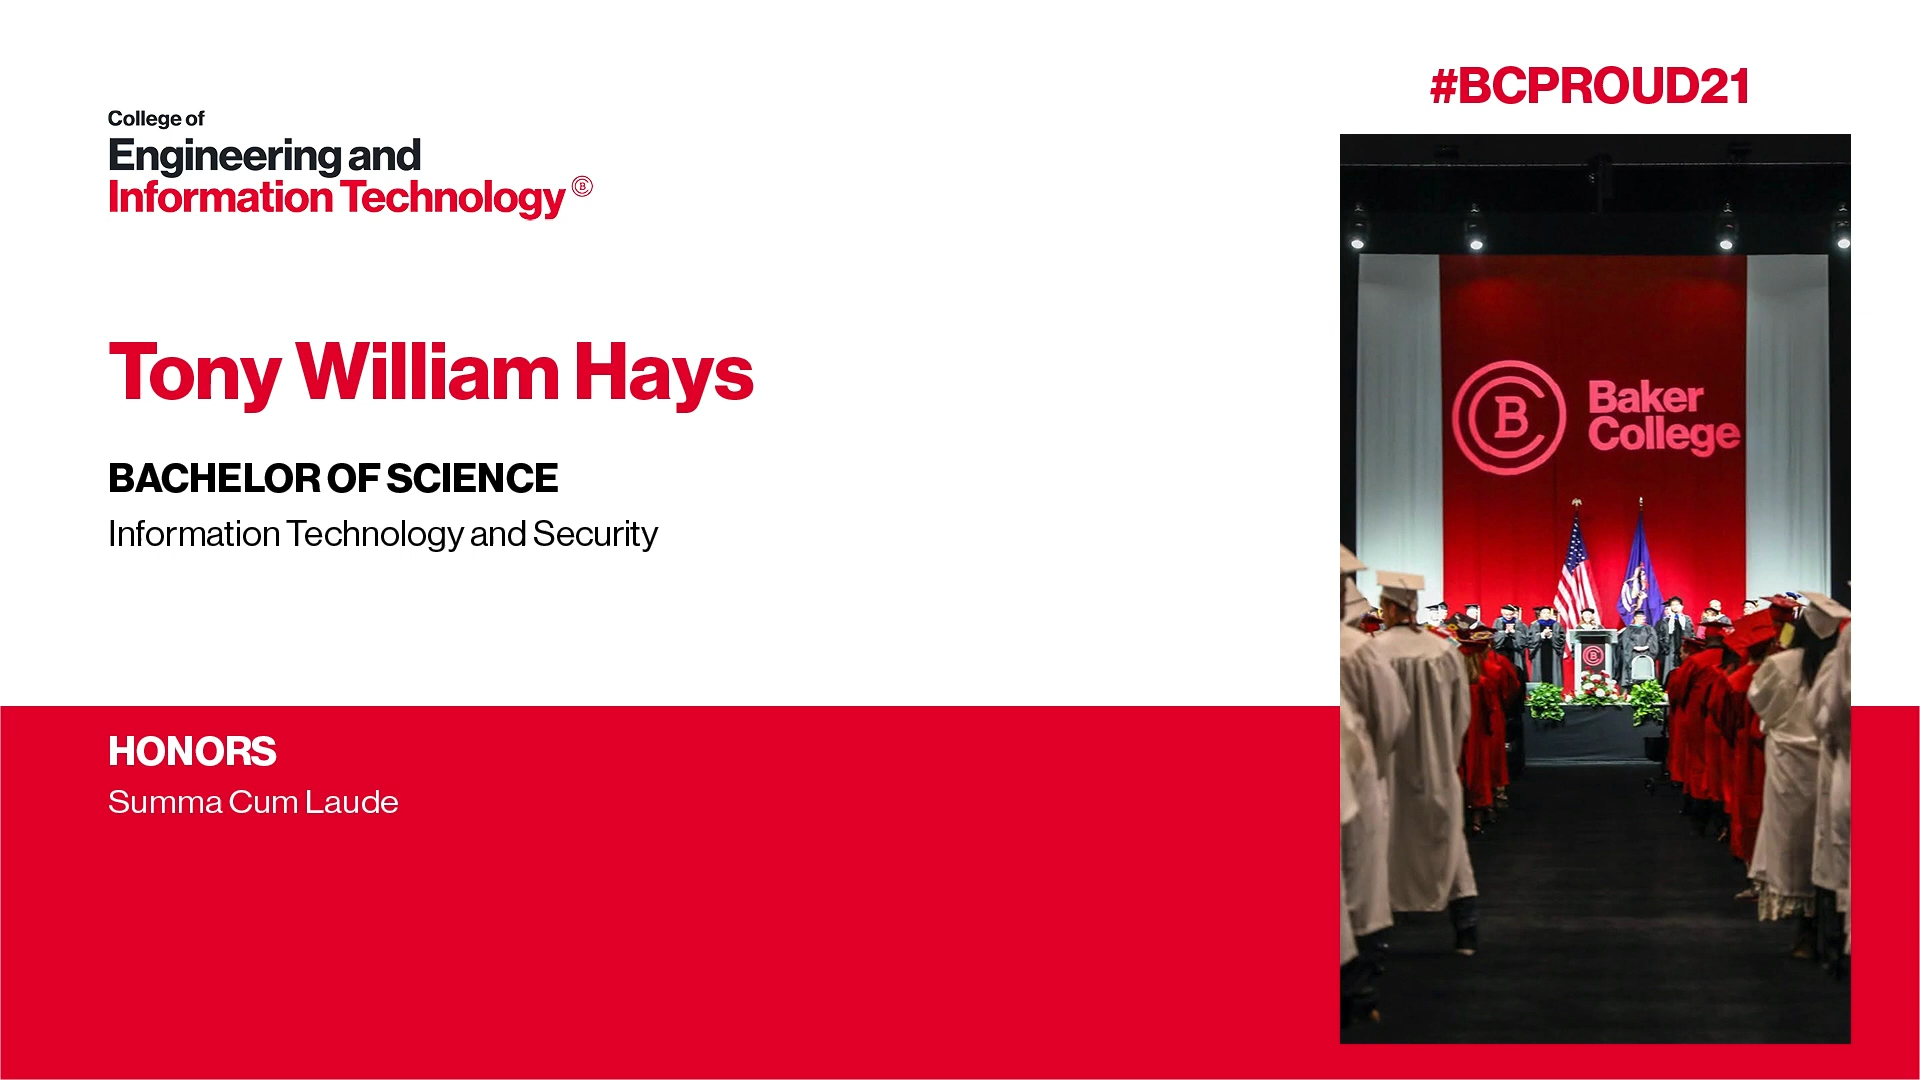 #BCPROUD21
College of
Engineering and
Information Technology
B
Tony William Hays
BACHELOR OF SCIENCE
Information Technology and Security
HONORS
Summa Cum Laude
B
Baker
College
B